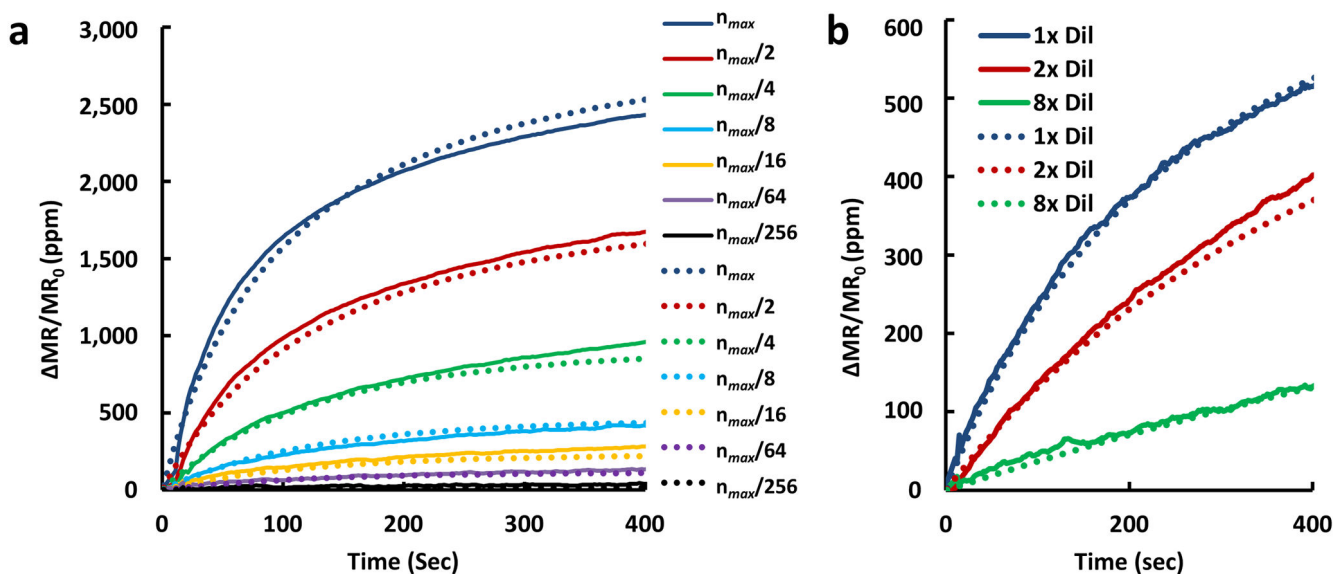 a
3,000
2,500
2,000
1,500
1,000
500
0
ΔMR/MR₀ (ppm)
0 100 200 300 400
Time (Sec)
nmax
nmax/2
nmax/4
nmax/8
nmax/16
nmax/64
nmax/256
nmax
nmax/2
nmax/4
nmax/8
nmax/16
nmax/64
nmax/256
b
600
500
400
300
200
100
0
ΔMR/MR₀ (ppm)
0 200 400
Time (sec)
1x Dil
2x Dil
8x Dil
1x Dil
2x Dil
8x Dil